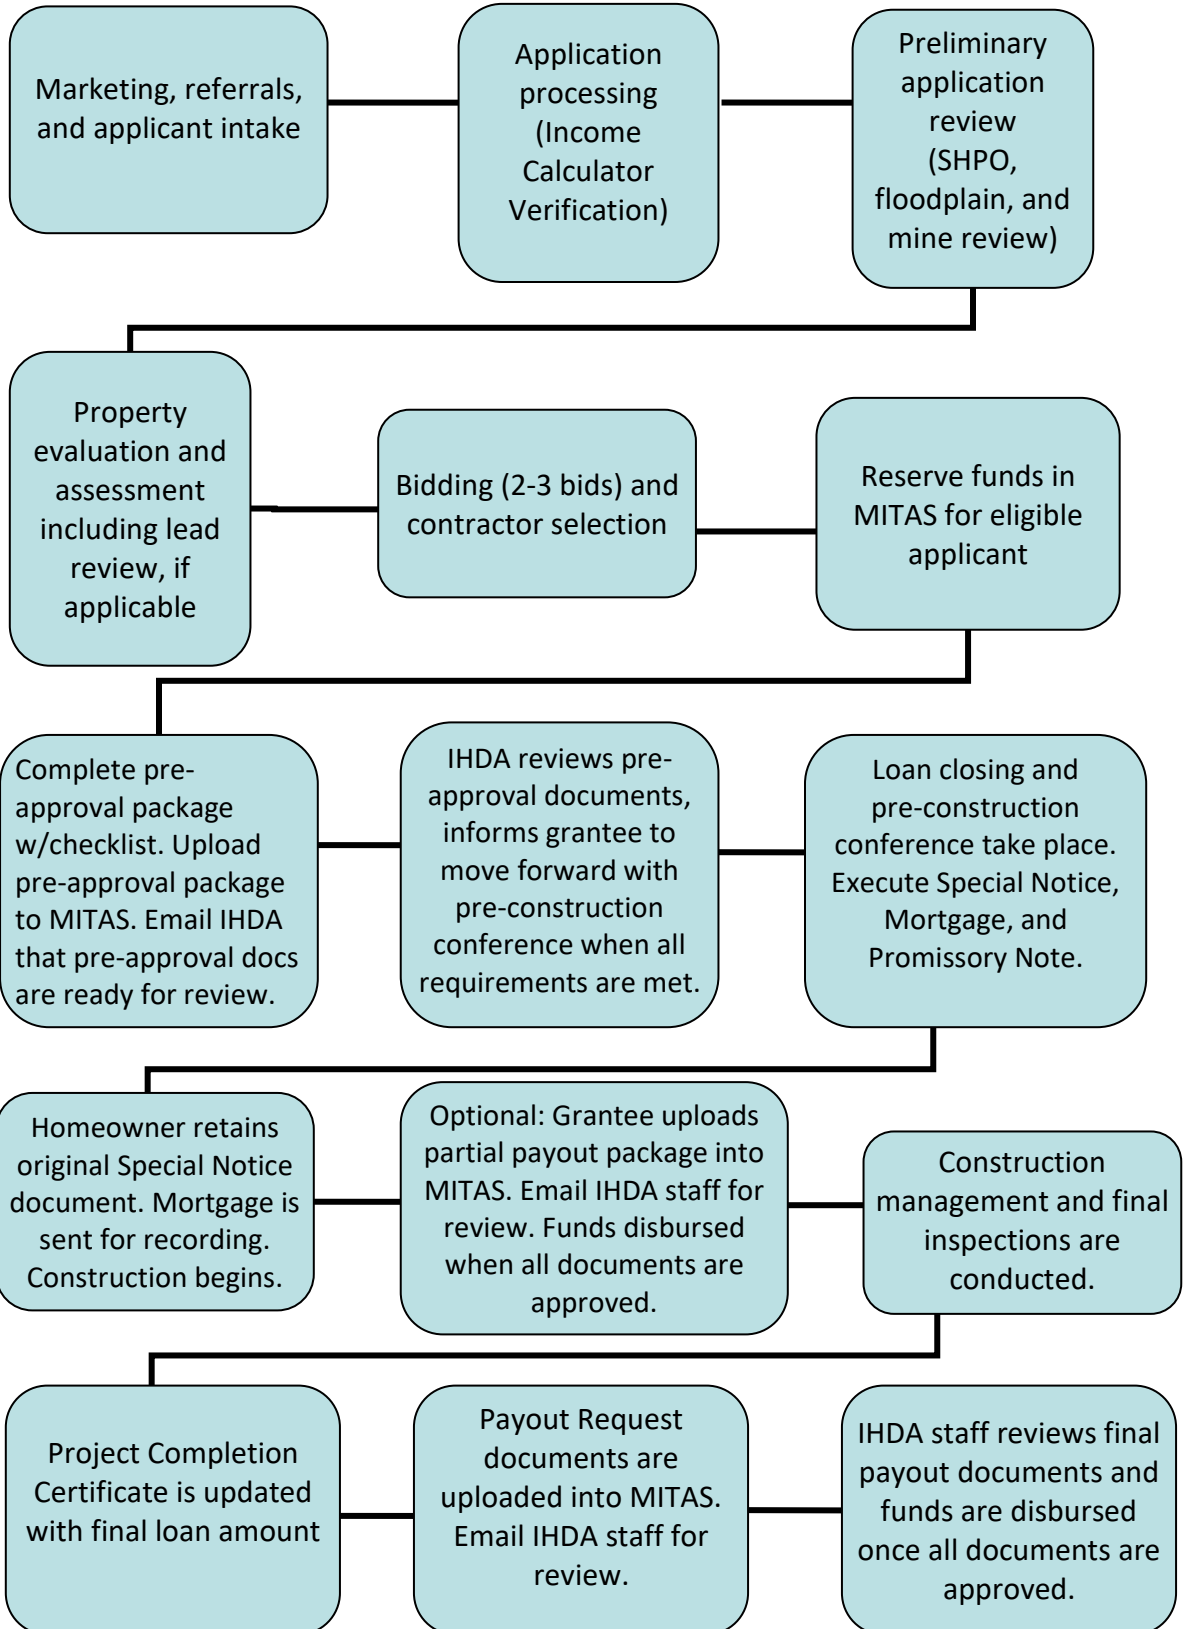 Marketing, referrals,
and applicant intake
Application
processing
(Income
Calculator
Verification)
Preliminary
application
review
(SHPO,
floodplain, and
mine review)
Property
evaluation and
assessment
including lead
review, if
applicable
Bidding (2-3 bids) and
contractor selection
Reserve funds in
MITAS for eligible
applicant
Complete pre-
approval package
w/checklist. Upload
pre-approval package
to MITAS. Email IHDA
that pre-approval docs
are ready for review.
IHDA reviews pre-
approval documents,
informs grantee to
move forward with
pre-construction
conference when all
requirements are met.
Loan closing and
pre-construction
conference take place.
Execute Special Notice,
Mortgage, and
Promissory Note.
Homeowner retains
original Special Notice
document. Mortgage is
sent for recording.
Construction begins.
Optional: Grantee uploads
partial payout package into
MITAS. Email IHDA staff for
review. Funds disbursed
when all documents are
approved.
Construction
management and final
inspections are
conducted.
Project Completion
Certificate is updated
with final loan amount
Payout Request
documents are
uploaded into MITAS.
Email IHDA staff for
review.
IHDA staff reviews final
payout documents and
funds are disbursed
once all documents are
approved.